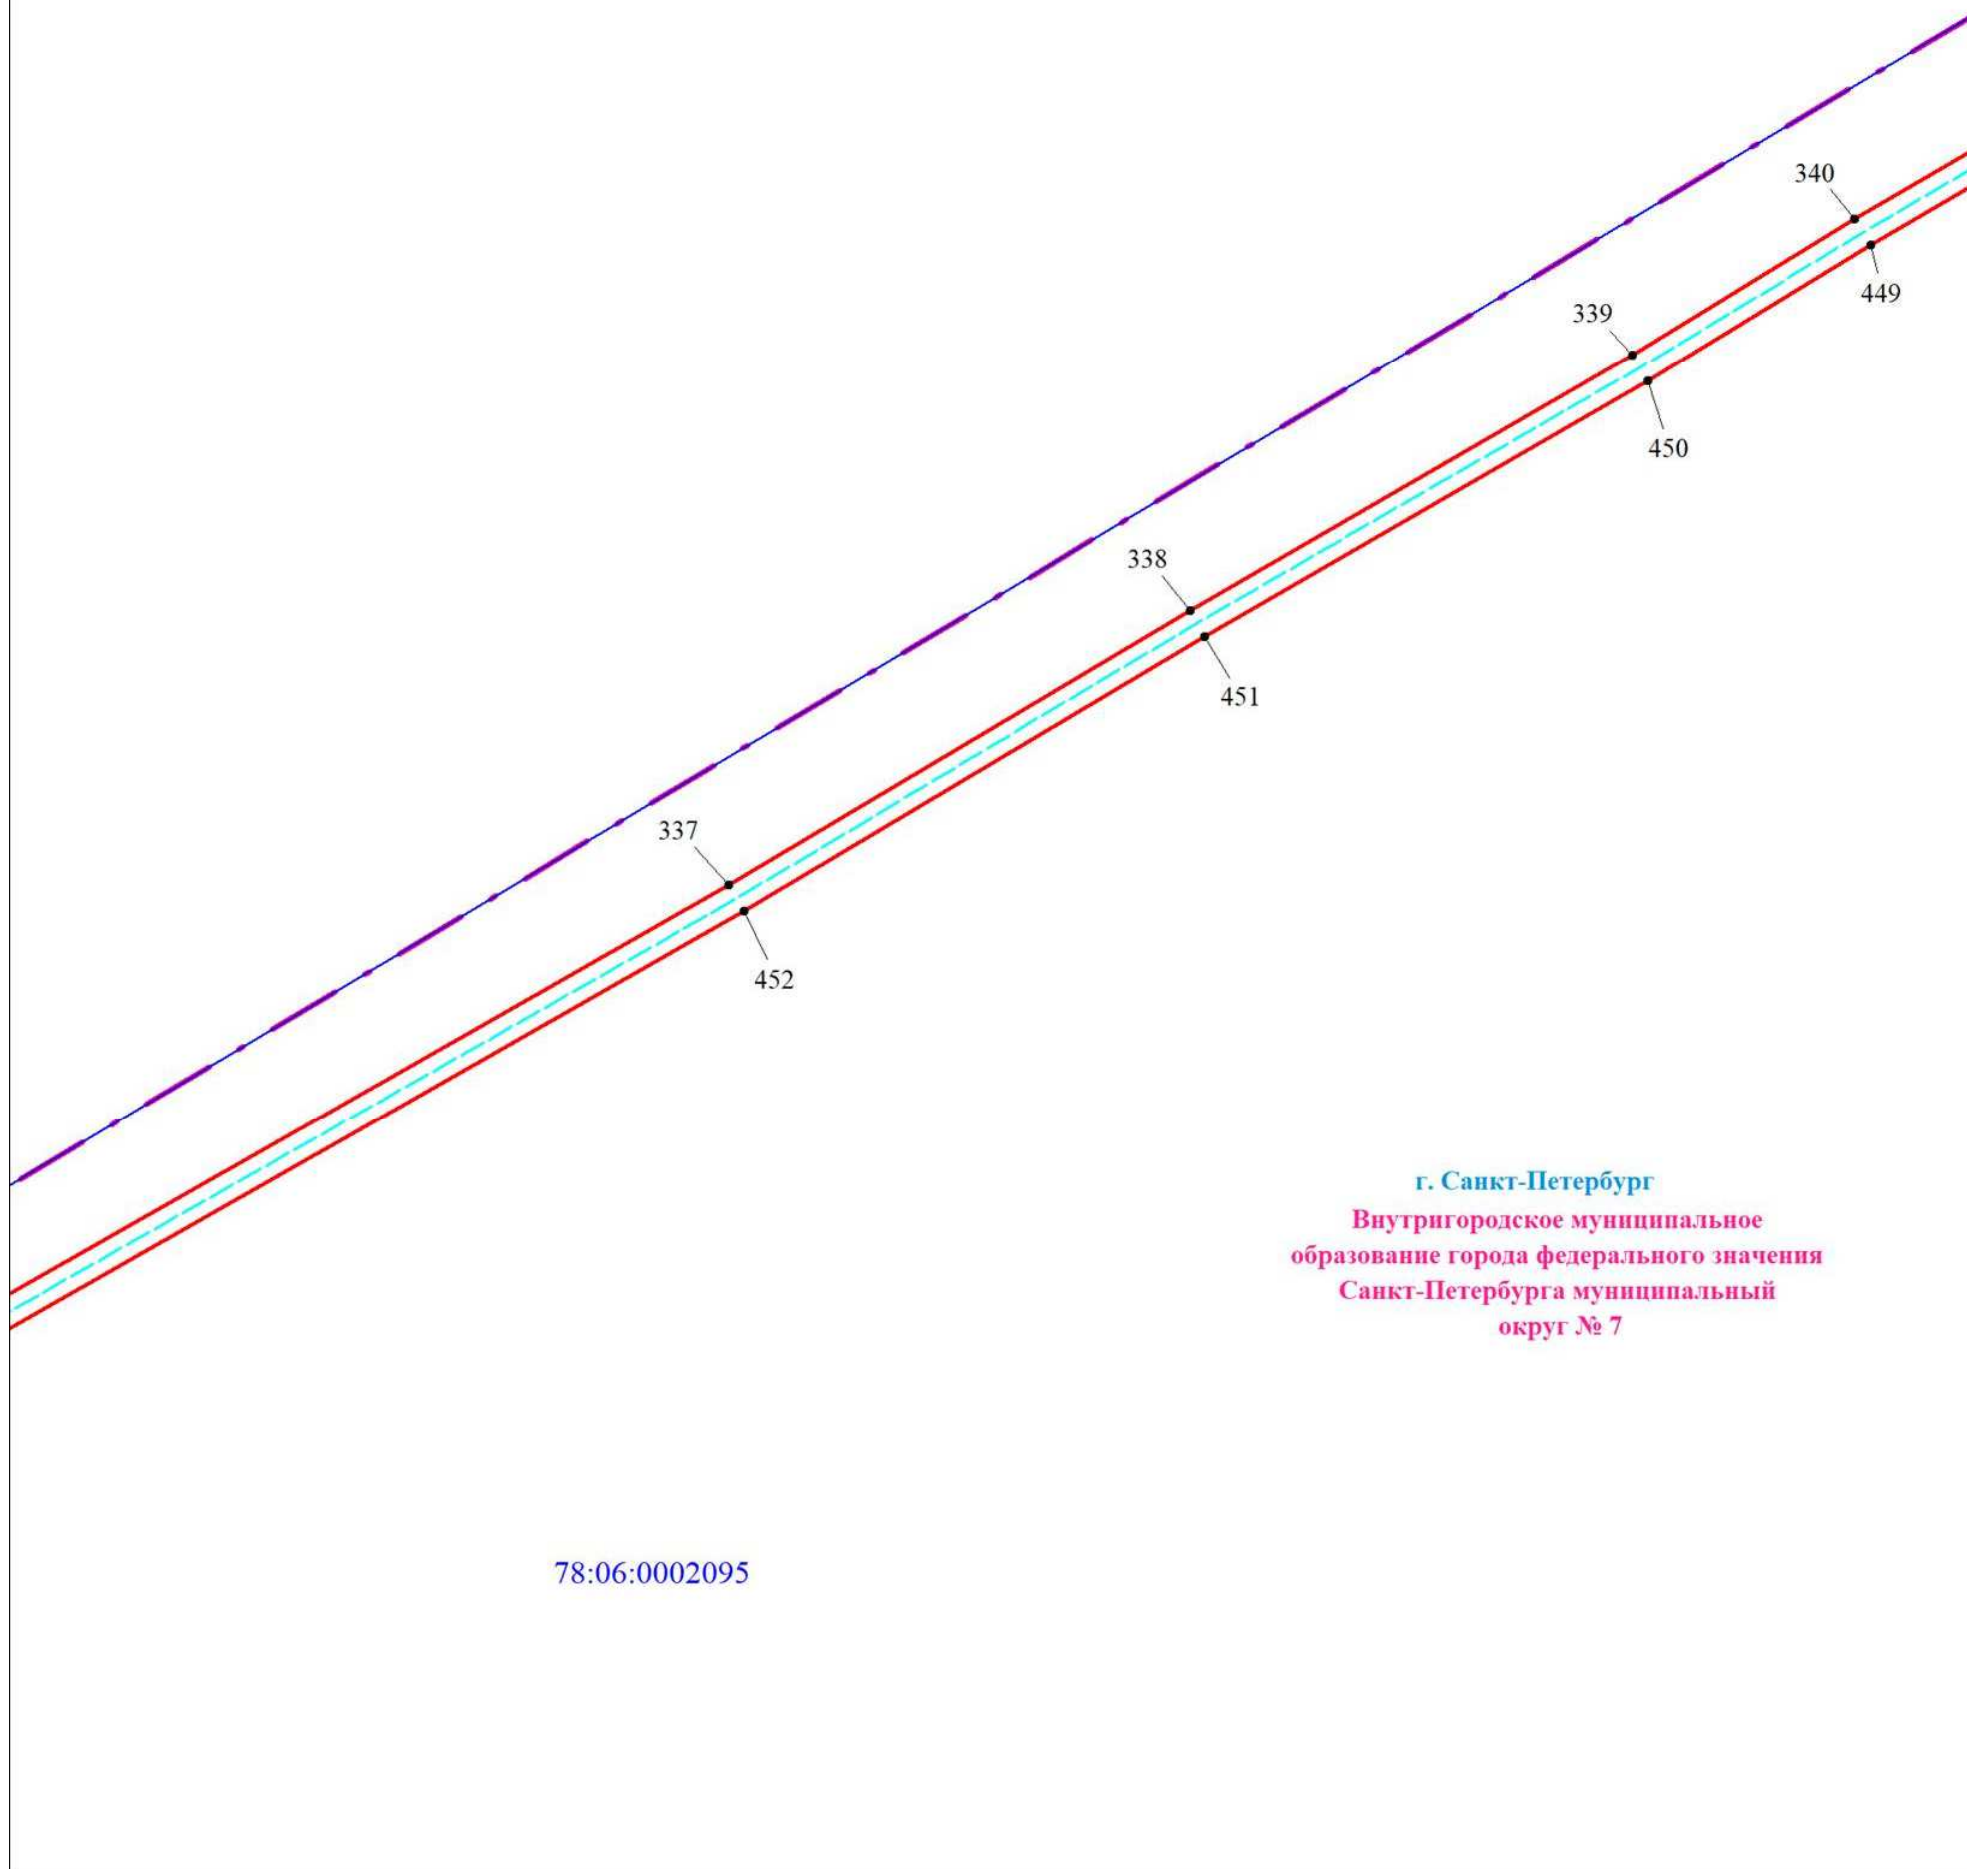 340
449
339
450
338
451
337
452
г. Санкт-Петербург
Внутригородское муниципальное
образование города федерального значения
Санкт-Петербурга муниципальный
округ № 7
78:06:0002095